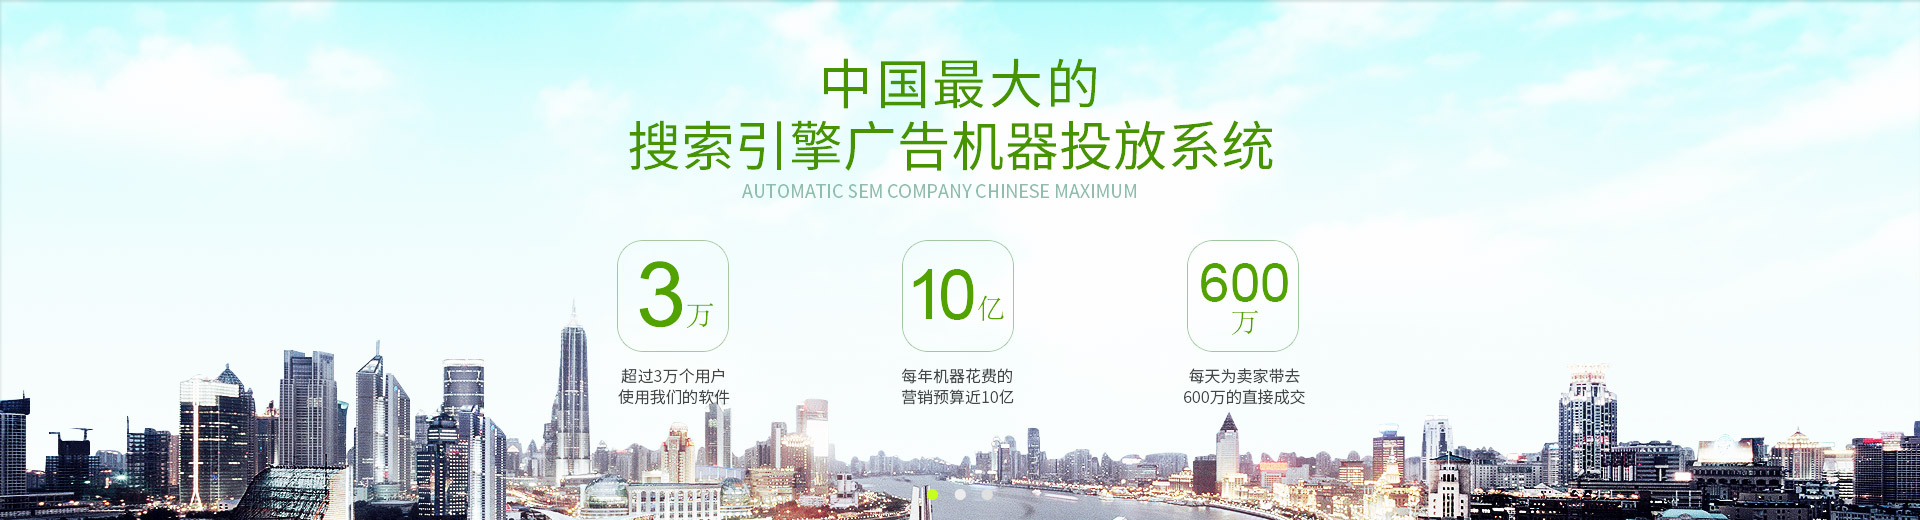 中国最大的
搜索引擎广告机器投放系统
AUTOMATIC SEM COMPANY CHINESE MAXIMUM
3万
超过3万个用户
使用我们的软件
10亿
每年机器花费的
营销预算近10亿
600
万
每天为卖家带去
600万的直接成交